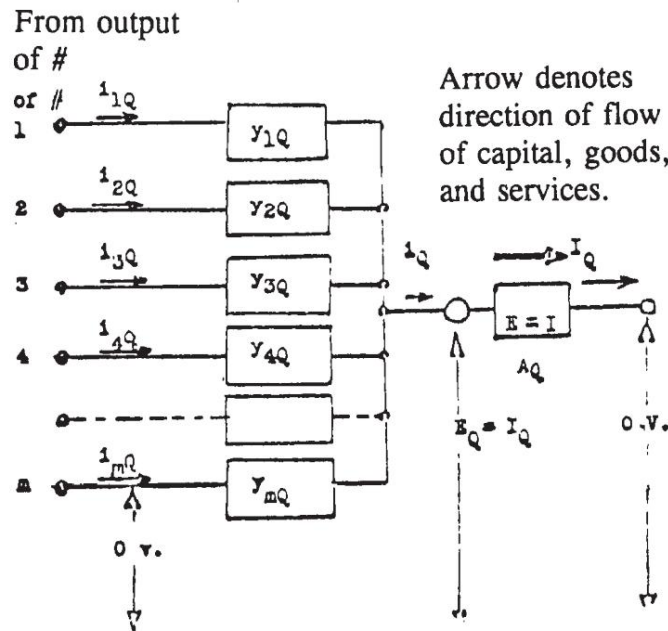 From output
of #
of #
1
i1Q
y1Q
Arrow denotes
direction of flow
of capital, goods,
and services.
2
i2Q
y2Q
3
i3Q
y3Q
iQ
IQ
4
i4Q
y4Q
E = I
AQ
EQ = IQ
0 v.
m
imQ
ymQ
0 v.